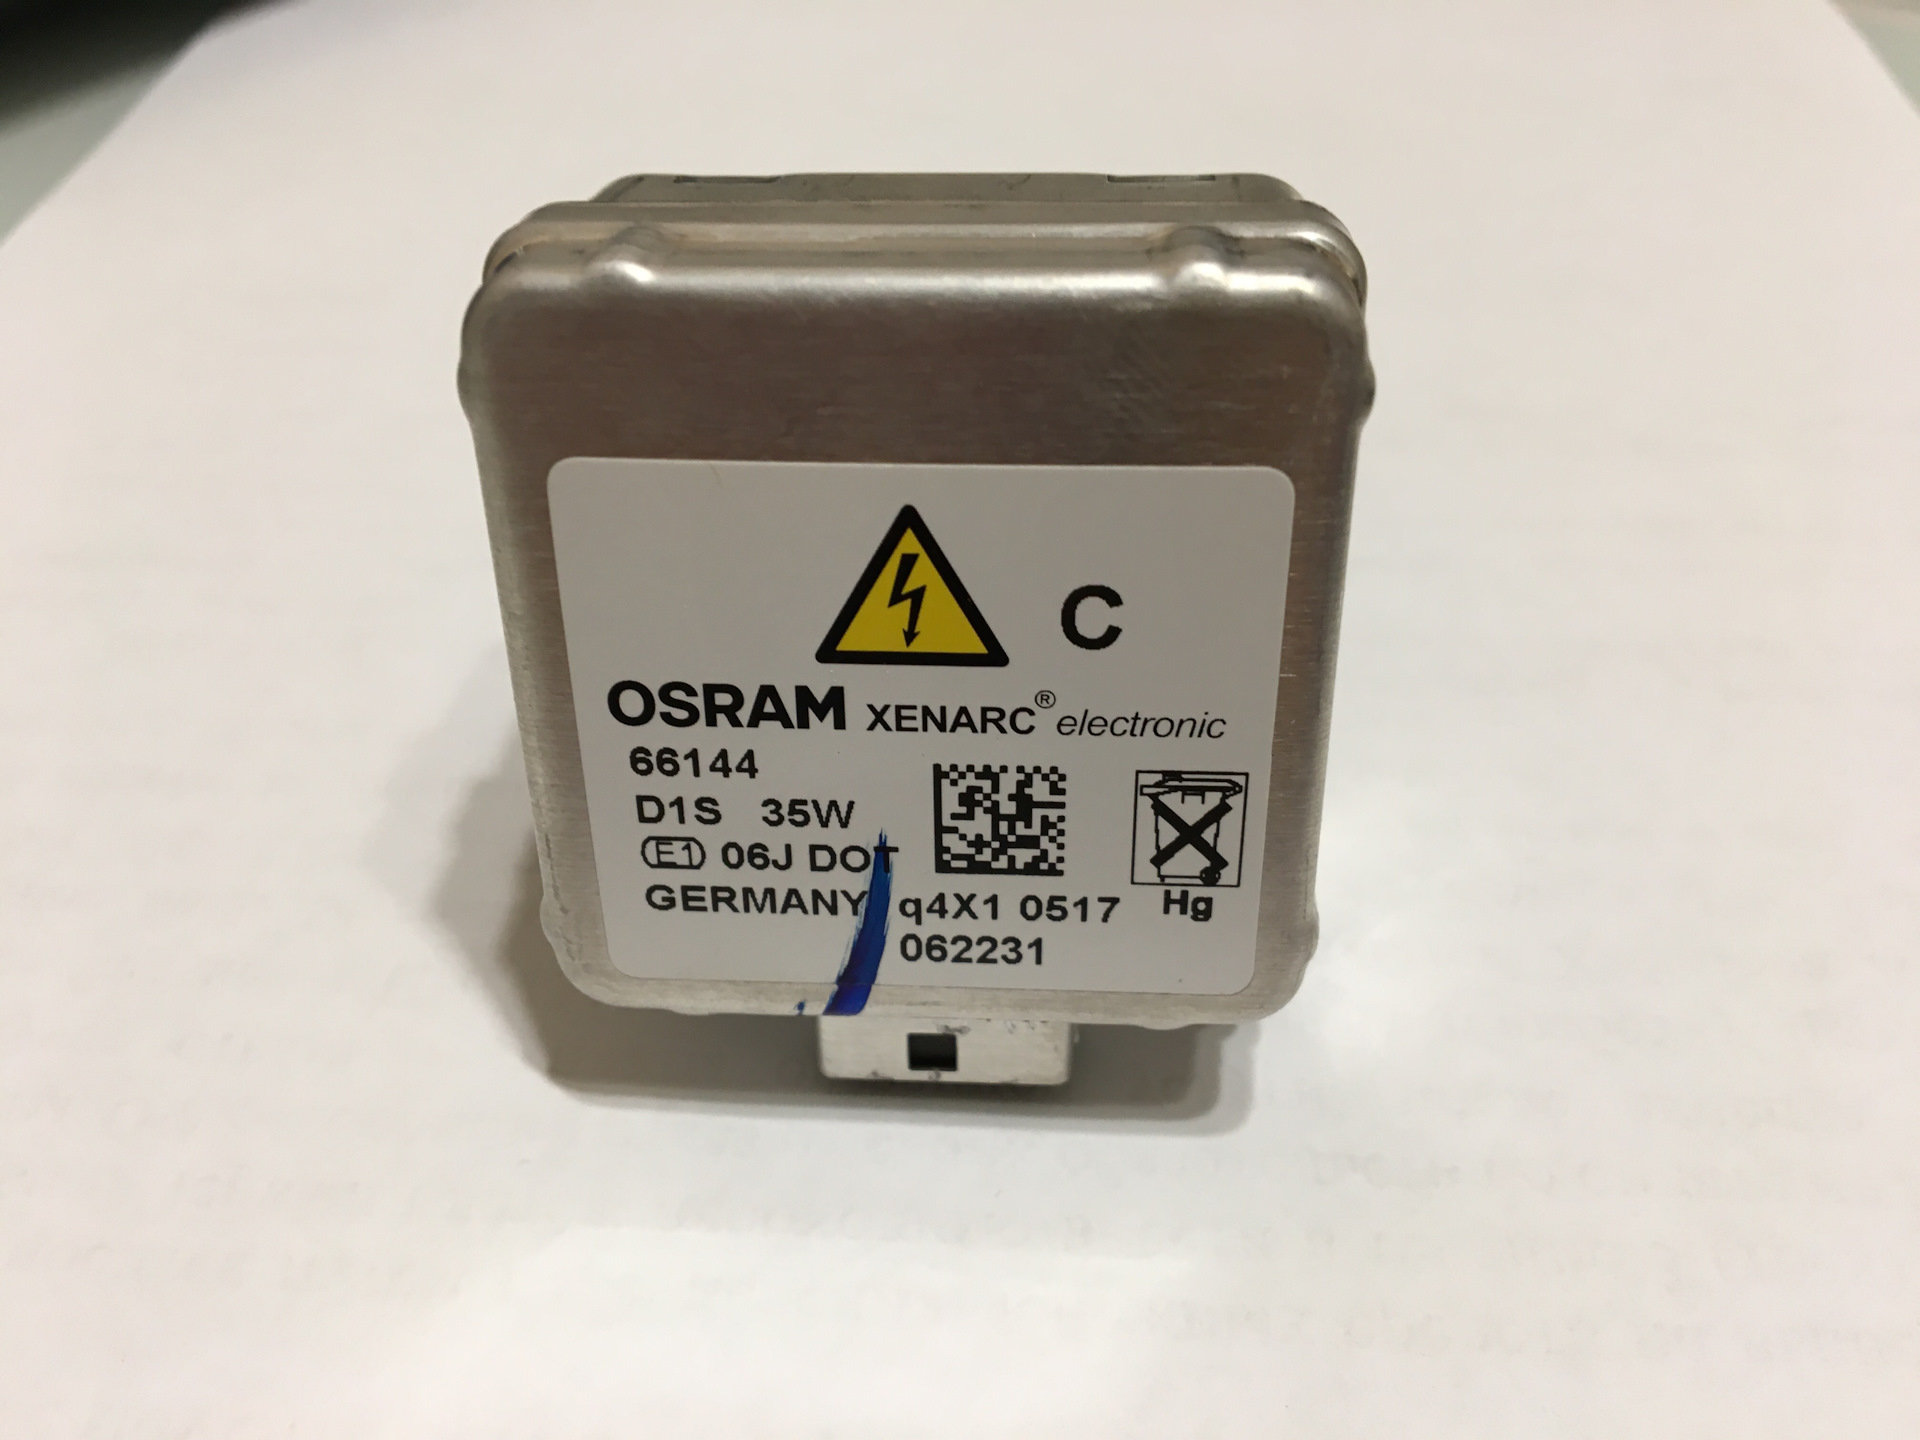 C
OSRAM XENARC® electronic
66144
D1S 35W
E1 06J DOT
GERMANY q4X1 0517
062231
Hg